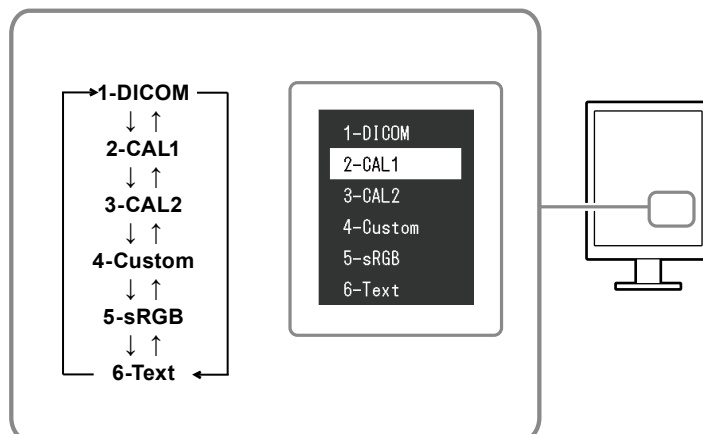 1-DICOM
↓ ↑
2-CAL1
↓ ↑
3-CAL2
↓ ↑
4-Custom
↓ ↑
5-sRGB
↓ ↑
6-Text
1-DICOM
2-CAL1
3-CAL2
4-Custom
5-sRGB
6-Text